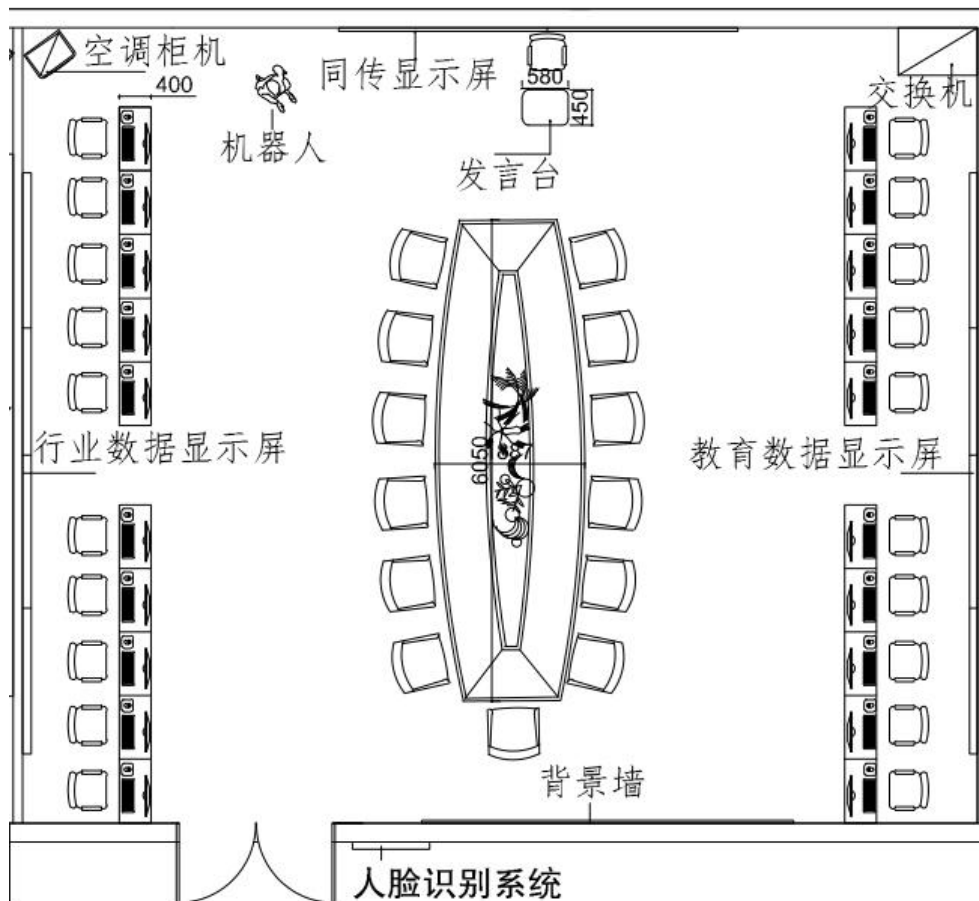 空调柜机
同传显示屏
580
交换机
400
450
机器人
发言台
行业数据显示屏
6050
教育数据显示屏
背景墙
人脸识别系统